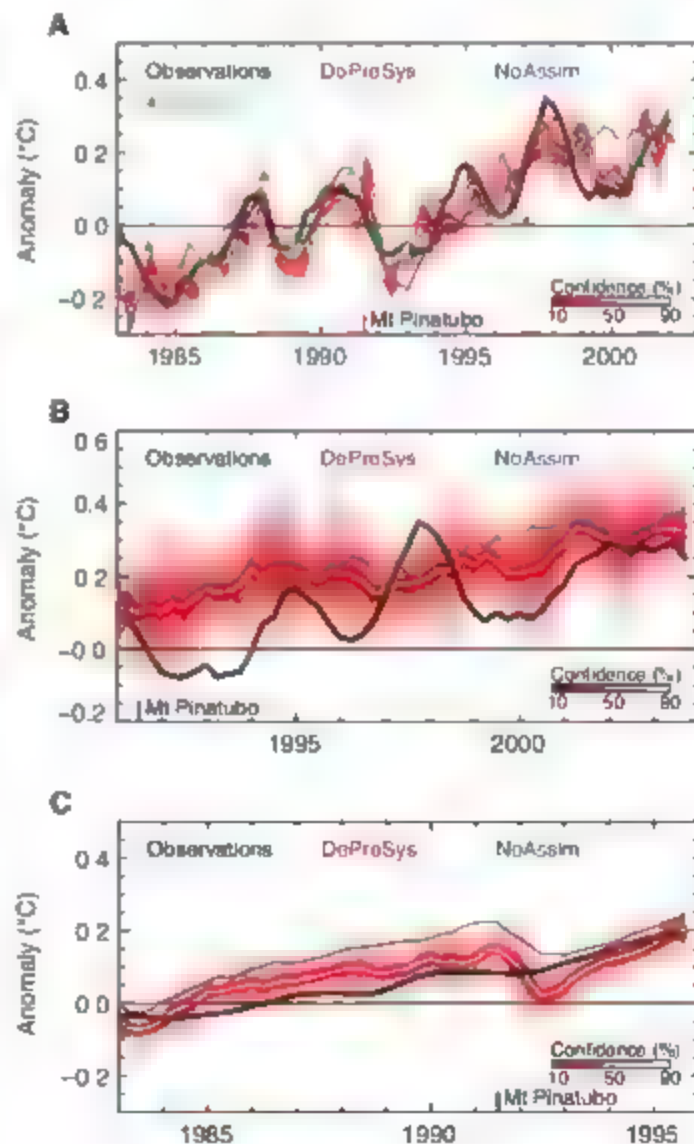 A
Observations DePreSys NoAssim
0.4
0.2
0.0
-0.2
Anomaly (°C)
Confidence (%)
10 50 90
Mt Pinatubo
1985 1990 1995 2000
B
0.6
Observations DePreSys NoAssim
0.4
0.2
-0.0
-0.2
Anomaly (°C)
Confidence (%)
10 50 90
Mt Pinatubo
1995 2000
C
Observations DePreSys NoAssim
0.4
0.2
0.0
-0.2
Anomaly (°C)
Confidence (%)
10 50 90
Mt Pinatubo
1985 1990 1995